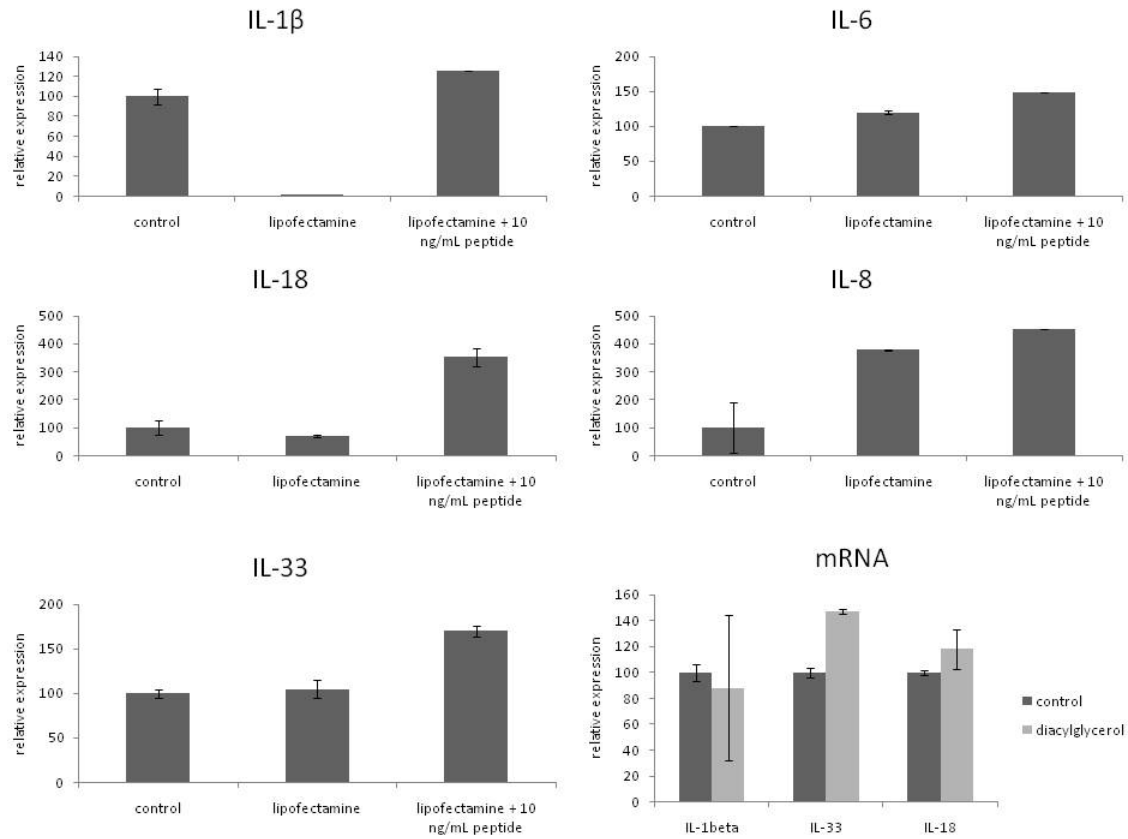 IL-1β
relative expression
140
120
100
80
60
40
20
0
control
lipofectamine
lipofectamine + 10
ng/mL peptide
IL-6
relative expression
200
150
100
50
0
control
lipofectamine
lipofectamine + 10
ng/mL peptide
IL-18
relative expression
500
400
300
200
100
0
control
lipofectamine
lipofectamine + 10
ng/mL peptide
IL-8
relative expression
500
400
300
200
100
0
control
lipofectamine
lipofectamine + 10
ng/mL peptide
IL-33
relative expression
200
150
100
50
0
control
lipofectamine
lipofectamine + 10
ng/mL peptide
mRNA
relative expression
160
140
120
100
80
60
40
20
0
IL-1beta
IL-33
IL-18
control
diacylglycerol